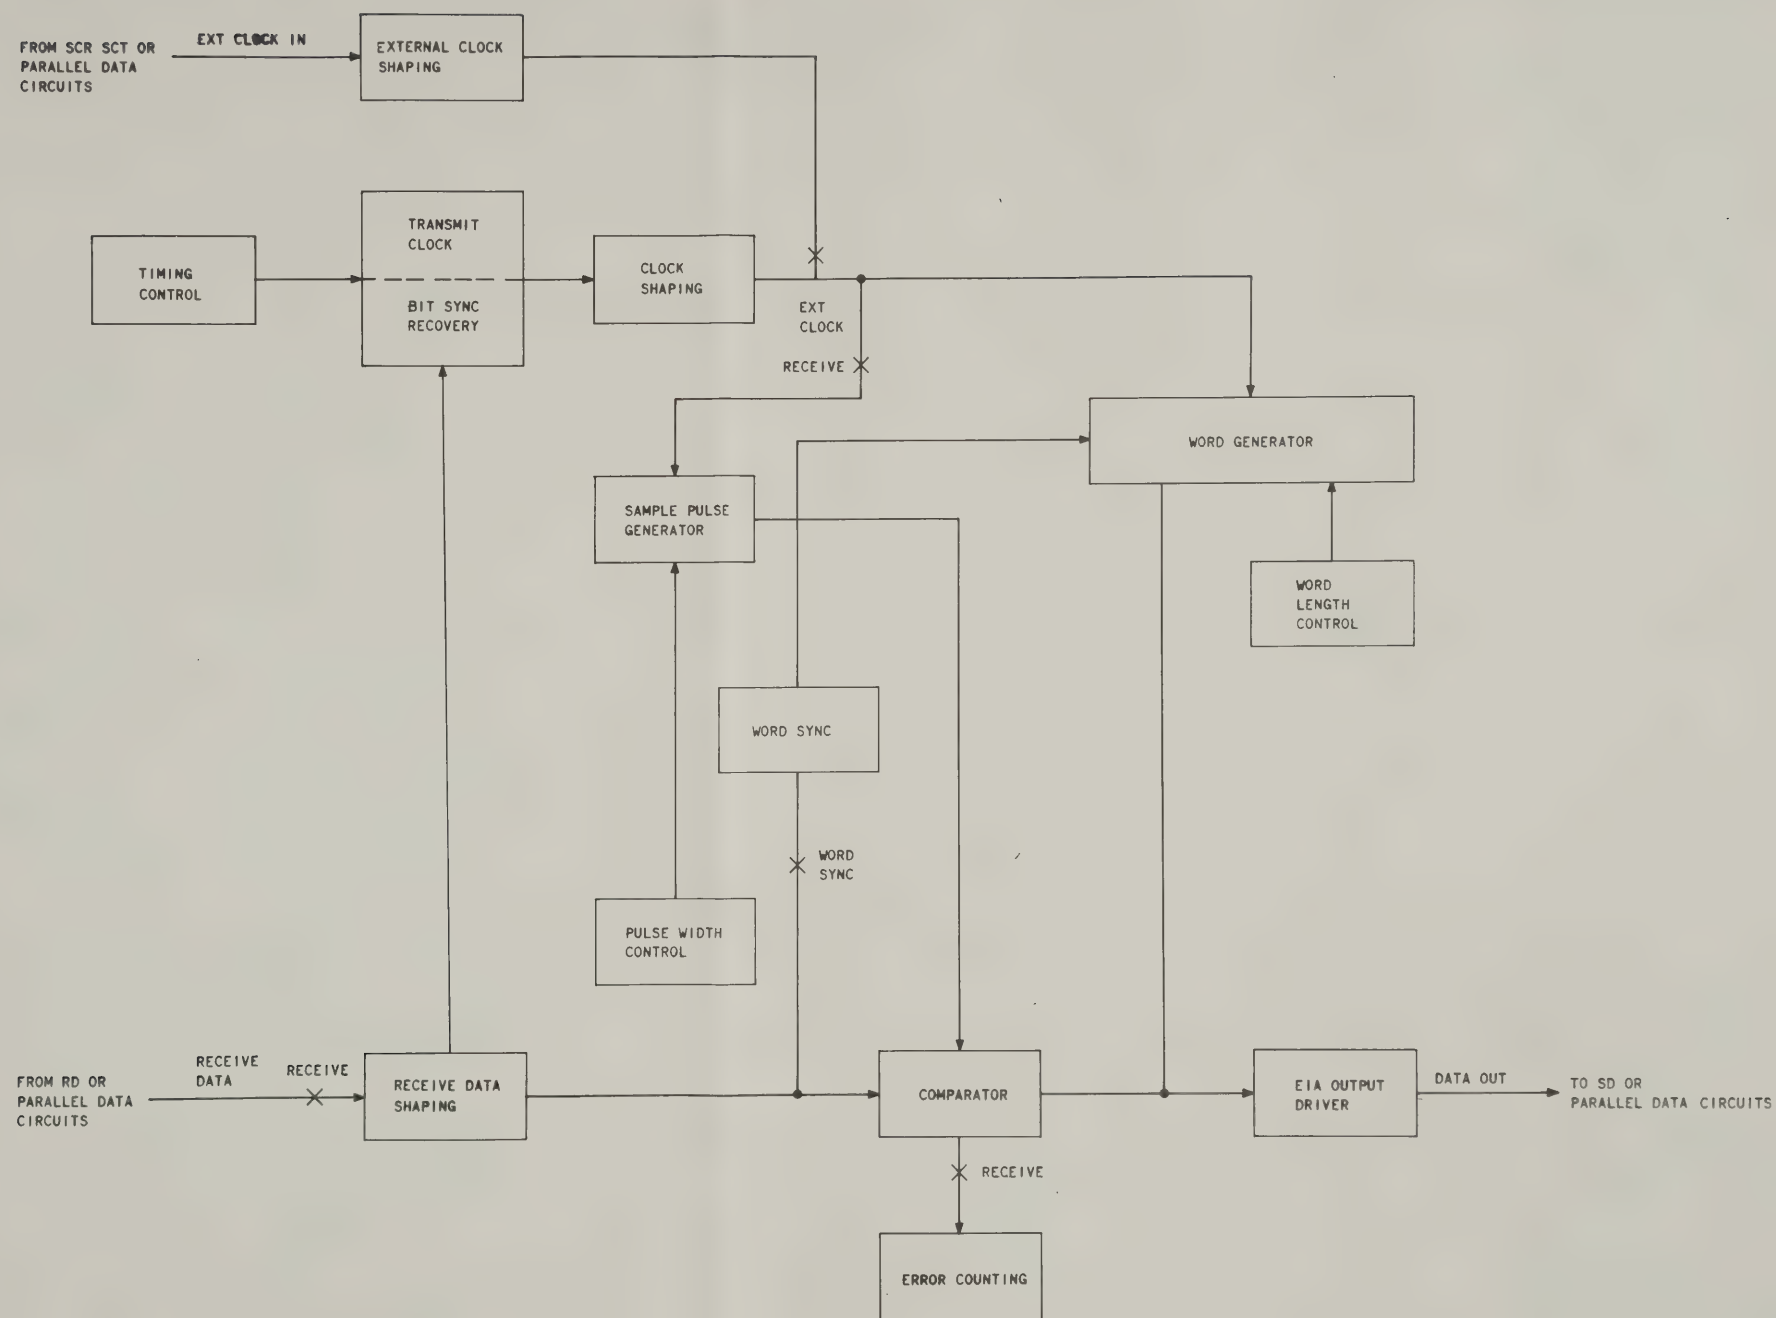 EXT CLOCK IN
FROM SCR SCT OR
PARALLEL DATA
CIRCUITS
EXTERNAL CLOCK
SHAPING
TIMING
CONTROL
TRANSMIT
CLOCK
BIT SYNC
RECOVERY
CLOCK
SHAPING
EXT
CLOCK
RECEIVE
WORD GENERATOR
SAMPLE PULSE
GENERATOR
WORD
LENGTH
CONTROL
WORD SYNC
WORD
SYNC
PULSE WIDTH
CONTROL
FROM RD OR
PARALLEL DATA
CIRCUITS
RECEIVE
DATA
RECEIVE
RECEIVE DATA
SHAPING
COMPARATOR
EIA OUTPUT
DRIVER
DATA OUT
TO SD OR
PARALLEL DATA CIRCUITS
RECEIVE
ERROR COUNTING